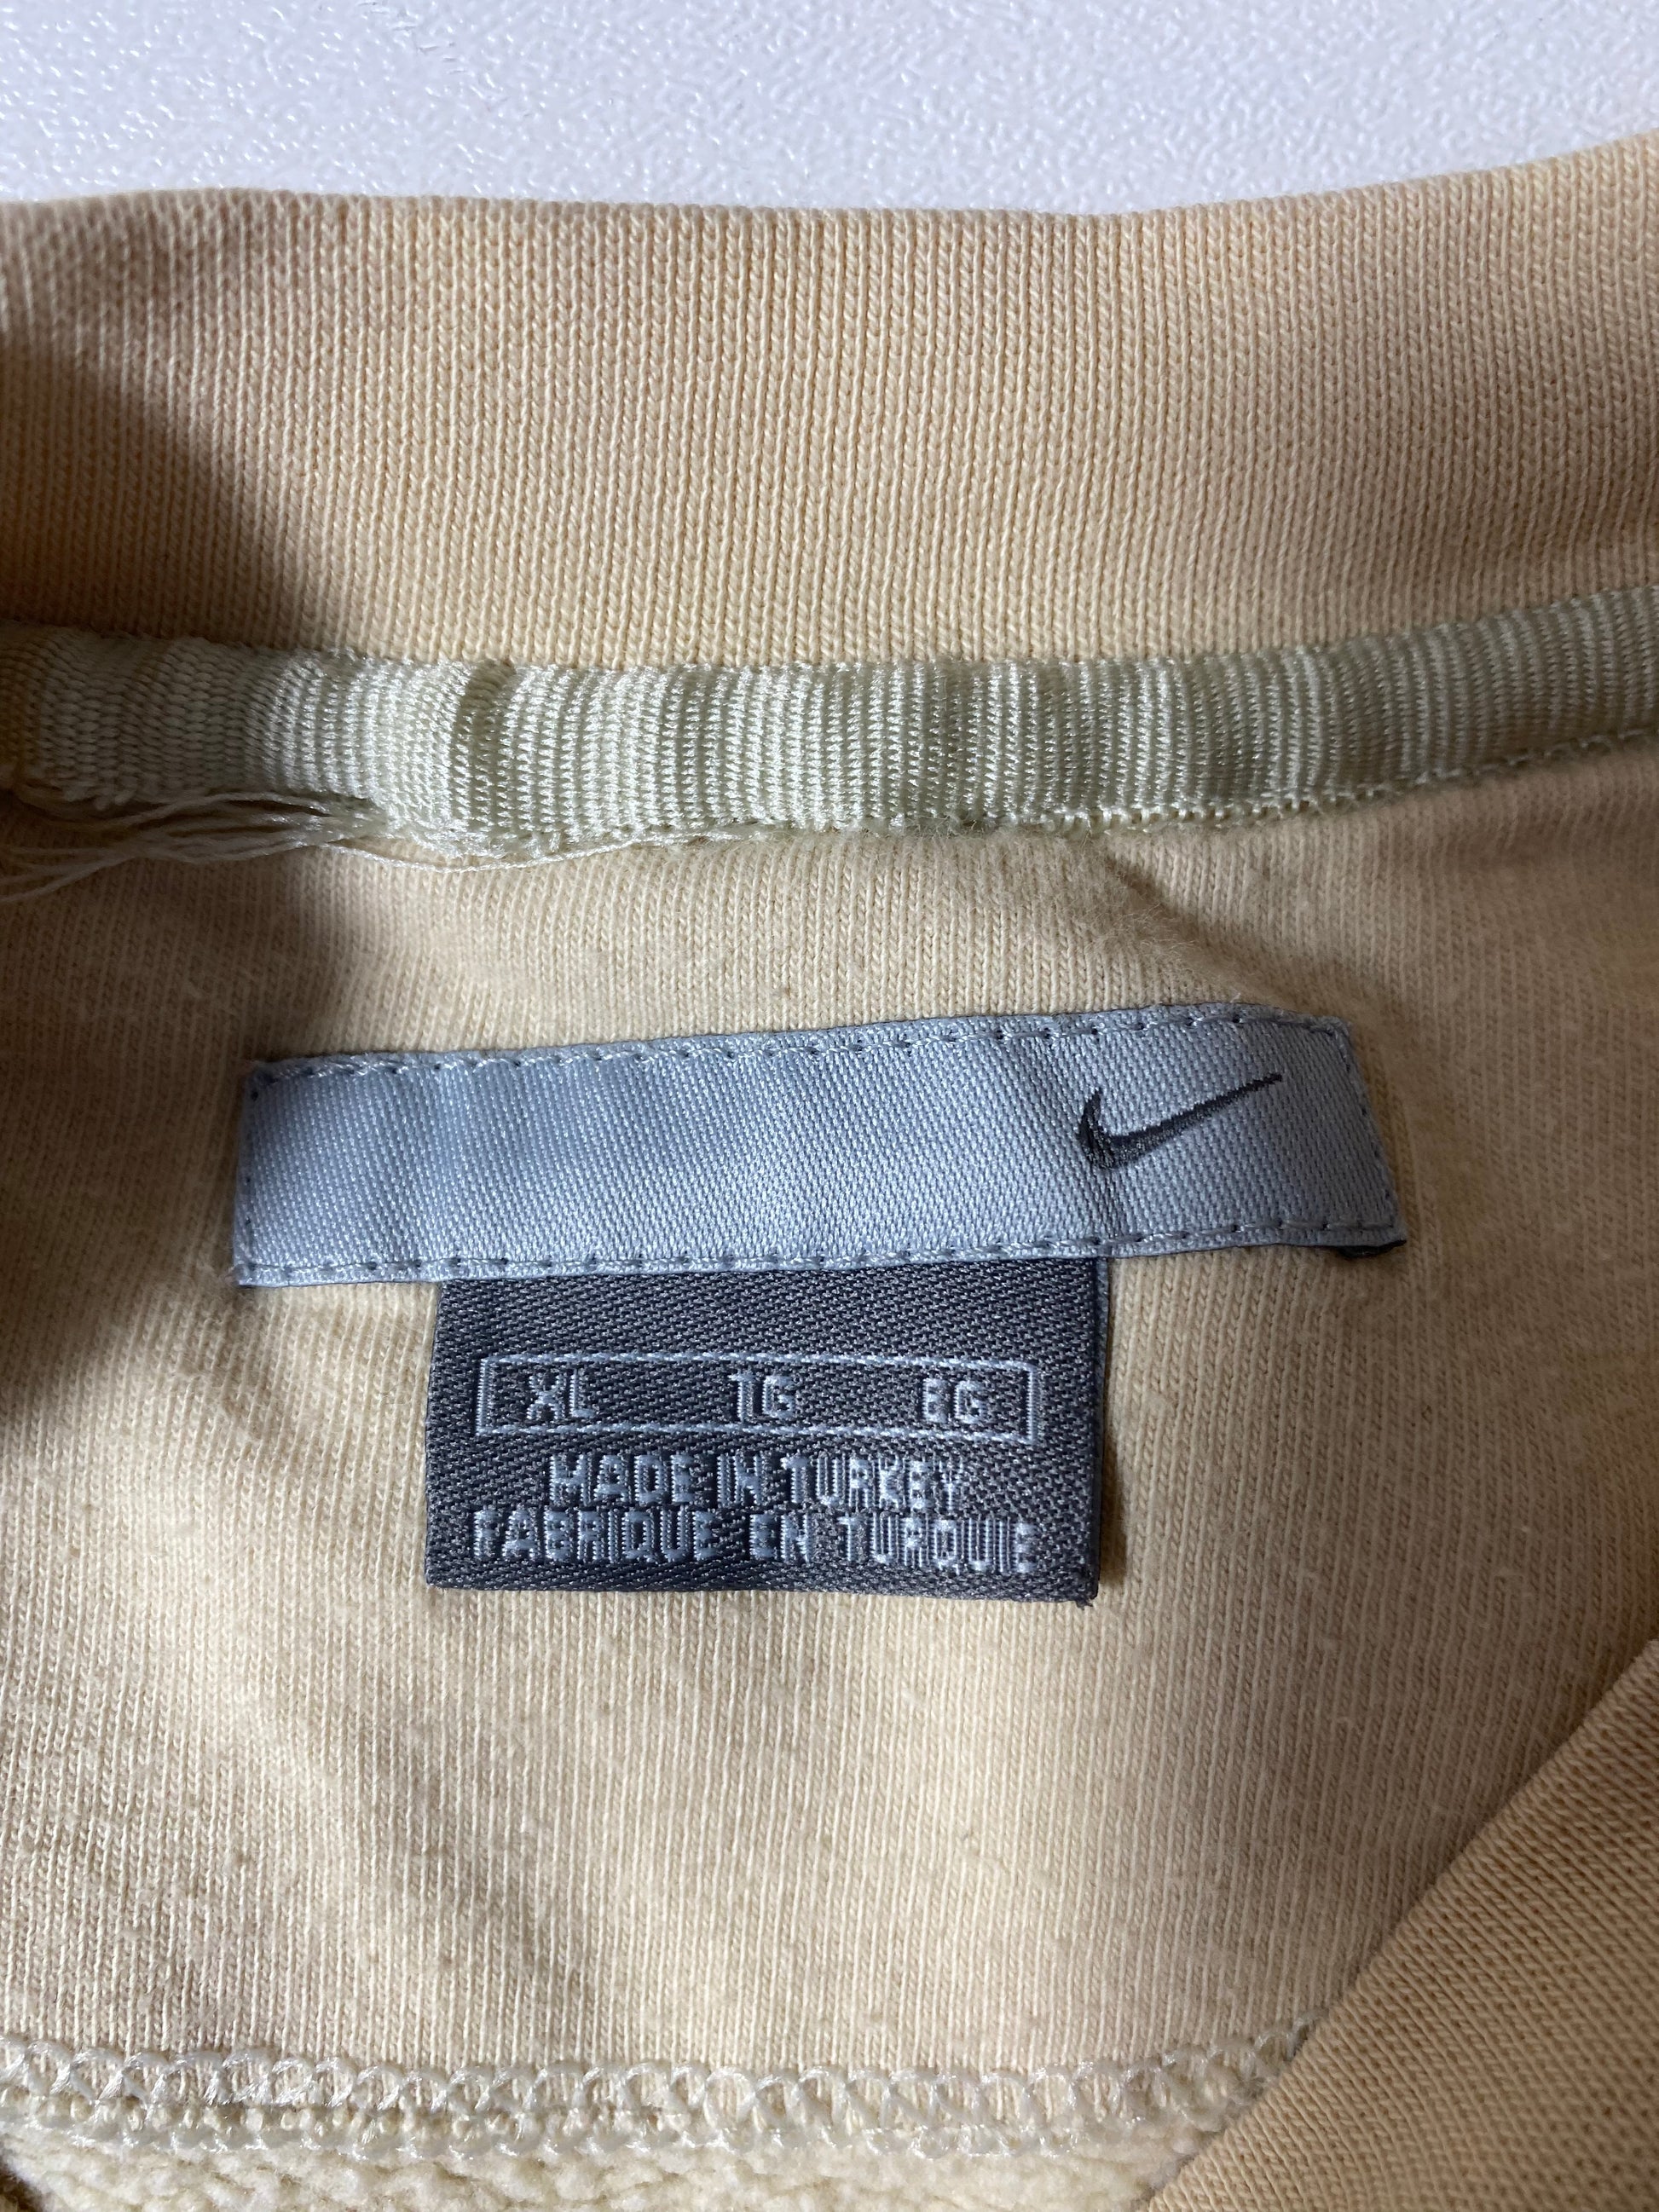 XL TG EG
MADE IN TURKEY
FABRIQUE EN TURQUIE